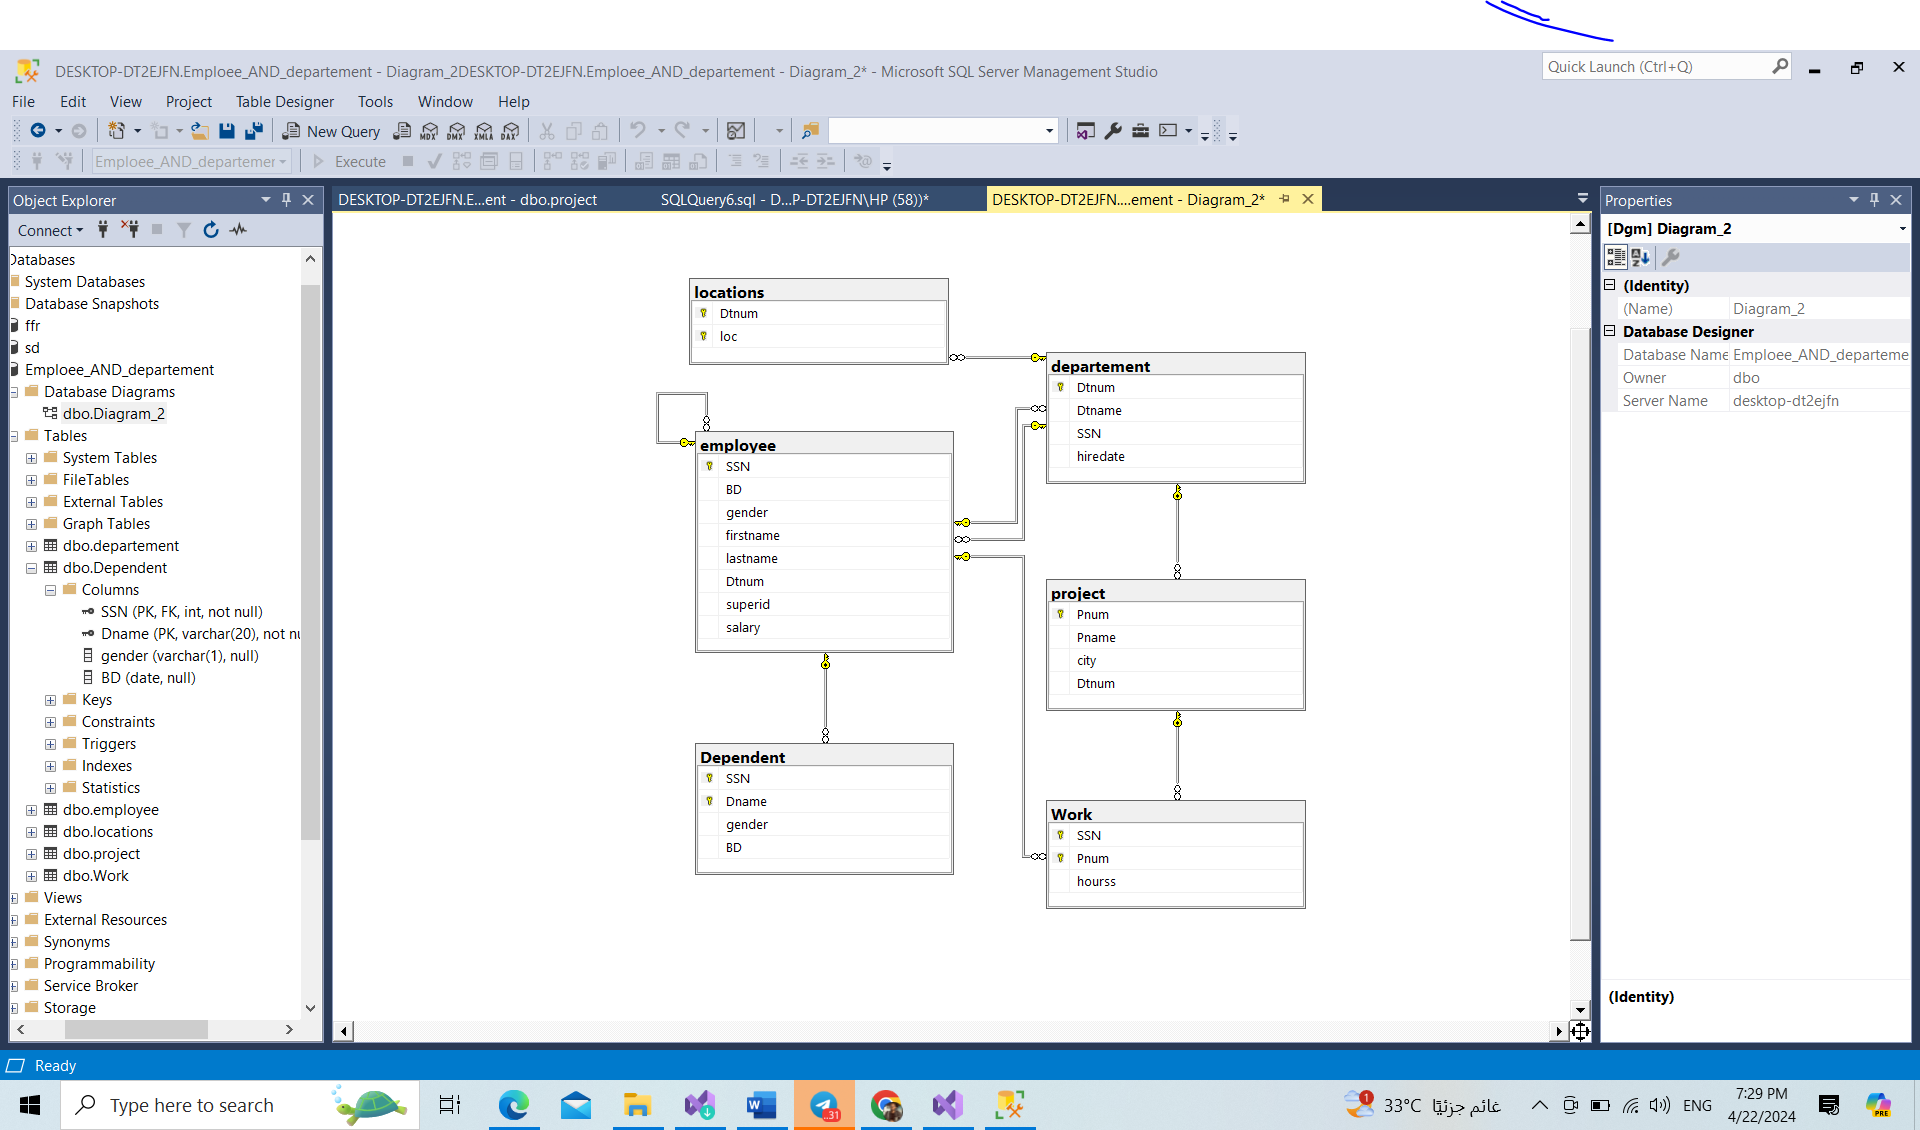 DESKTOP-DT2EJFN.Emploee_AND_departement - Diagram_2DESKTOP-DT2EJFN.Emploee_AND_departement - Diagram_2* - Microsoft SQL Server Management Studio
Quick Launch (Ctrl+Q)
File Edit View Project Table Designer Tools Window Help
New Query MDX DMX XMLA DAX
Emploee_AND_departemer Execute
Object Explorer
Connect
Databases
System Databases
Database Snapshots
ffr
sd
Emploee_AND_departement
Database Diagrams
dbo.Diagram_2
Tables
System Tables
FileTables
External Tables
Graph Tables
dbo.departement
dbo.Dependent
Columns
SSN (PK, FK, int, not null)
Dname (PK, varchar(20), not nu
gender (varchar(1), null)
BD (date, null)
Keys
Constraints
Triggers
Indexes
Statistics
dbo.employee
dbo.locations
dbo.project
dbo.Work
Views
External Resources
Synonyms
Programmability
Service Broker
Storage
DESKTOP-DT2EJFN.E...ent - dbo.project
SQLQuery6.sql - D...P-DT2EJFN\HP (58))*
DESKTOP-DT2EJFN....ement - Diagram_2*
locations
Dtnum
loc
departement
Dtnum
Dtname
SSN
hiredate
employee
SSN
BD
gender
firstname
lastname
Dtnum
superid
salary
project
Pnum
Pname
city
Dtnum
Dependent
SSN
Dname
gender
BD
Work
SSN
Pnum
hourss
Properties
[Dgm] Diagram_2
(Identity)
(Name) Diagram_2
Database Designer
Database Name Emploee_AND_departeme
Owner dbo
Server Name desktop-dt2ejfn
(Identity)
Ready
Type here to search
..31
1
33°C غائم جزئيًا
ENG
7:29 PM
4/22/2024
PRE